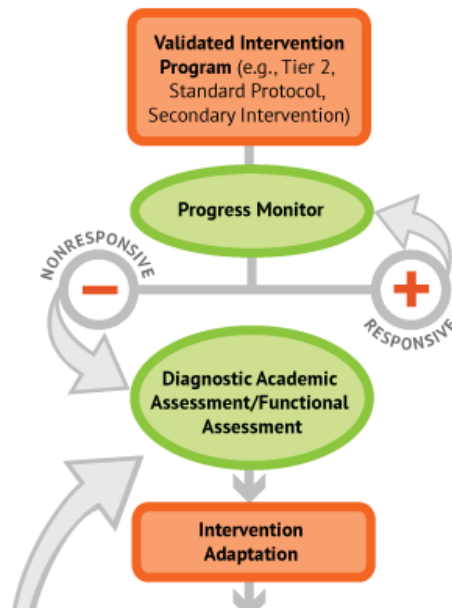 Validated Intervention
Program (e.g., Tier 2,
Standard Protocol,
Secondary Intervention)
Progress Monitor
NONRESPONSIVE
RESPONSIVE
Diagnostic Academic
Assessment/Functional
Assessment
Intervention
Adaptation